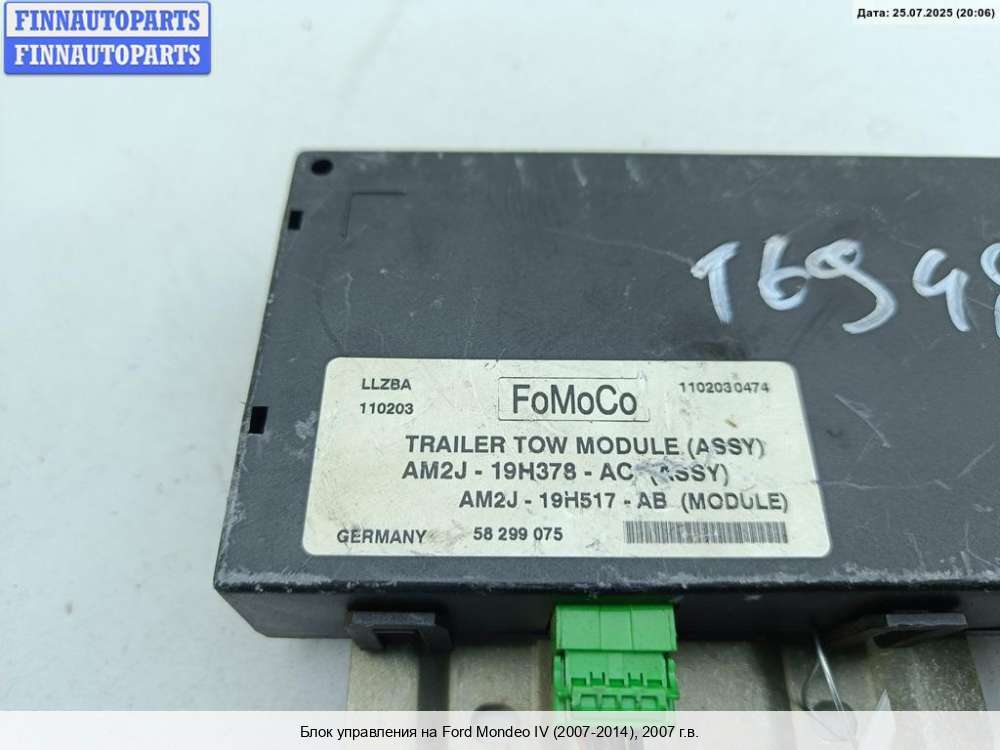 FINNAUTOPARTS
FINNAUTOPARTS
Дата: 25.07.2025 (20:06)
LLZBA
110203
FoMoCo
1102030474
TRAILER TOW MODULE (ASSY)
AM2J - 19H378 - AC (ASSY)
AM2J - 19H517 - AB (MODULE)
GERMANY
58 299 075
Блок управления на Ford Mondeo IV (2007-2014), 2007 г.в.